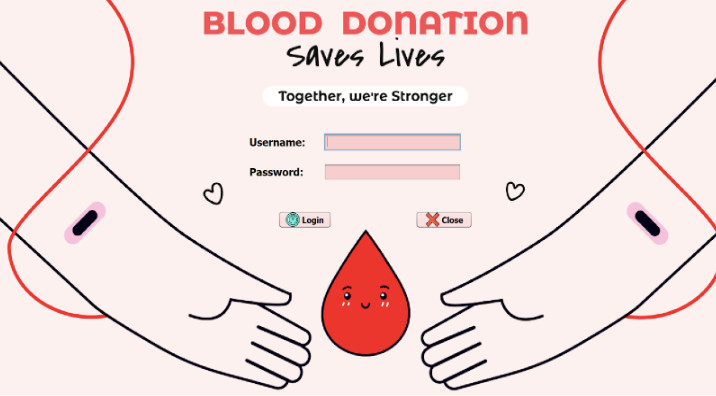 BLOOD DONATION
Saves Lives
Together, we're Stronger
Username:
Password:
Login
Close